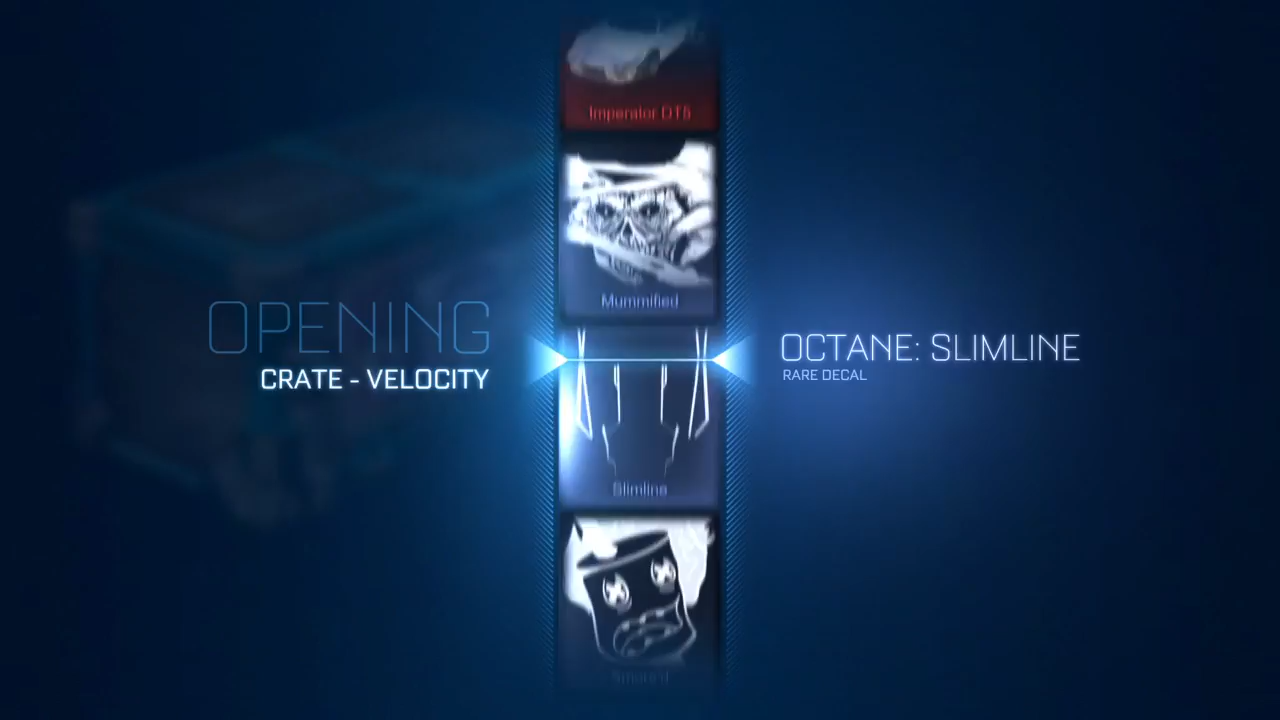 Imperator DT5
Mummified
OPENING
CRATE - VELOCITY
OCTANE: SLIMLINE
RARE DECAL
Slimline